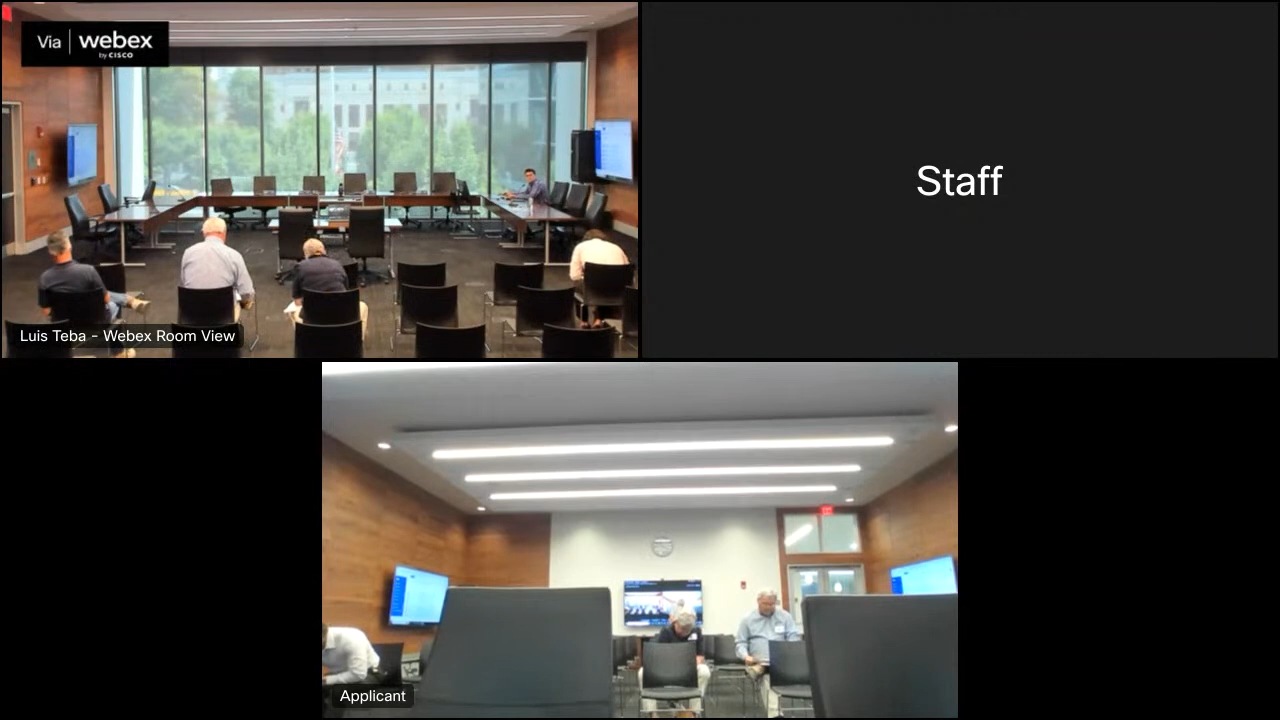 Via webex
by CISCO
Luis Teba - Webex Room View
Staff
Applicant